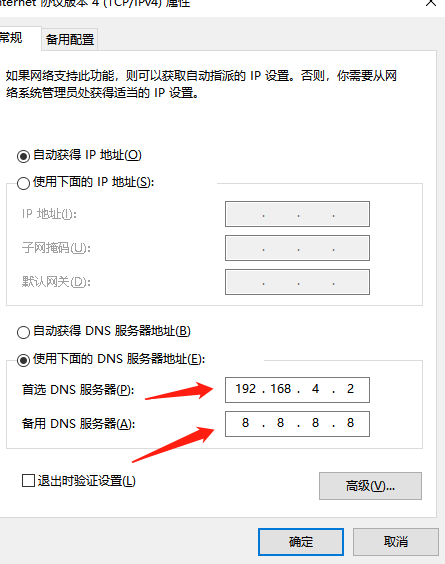 nternet 协议版本 4 (TCP/IPv4) 属性
常规 备用配置
如果网络支持此功能，则可以获取自动指派的 IP 设置。否则，你需要从网
络系统管理员处获得适当的 IP 设置。
自动获得 IP 地址(O)
使用下面的 IP 地址(S):
IP 地址(I):
子网掩码(U):
默认网关(D):
自动获得 DNS 服务器地址(B)
使用下面的 DNS 服务器地址(E):
首选 DNS 服务器(P): 192 . 168 . 4 . 2
备用 DNS 服务器(A): 8 . 8 . 8 . 8
退出时验证设置(L)
高级(V)...
确定 取消